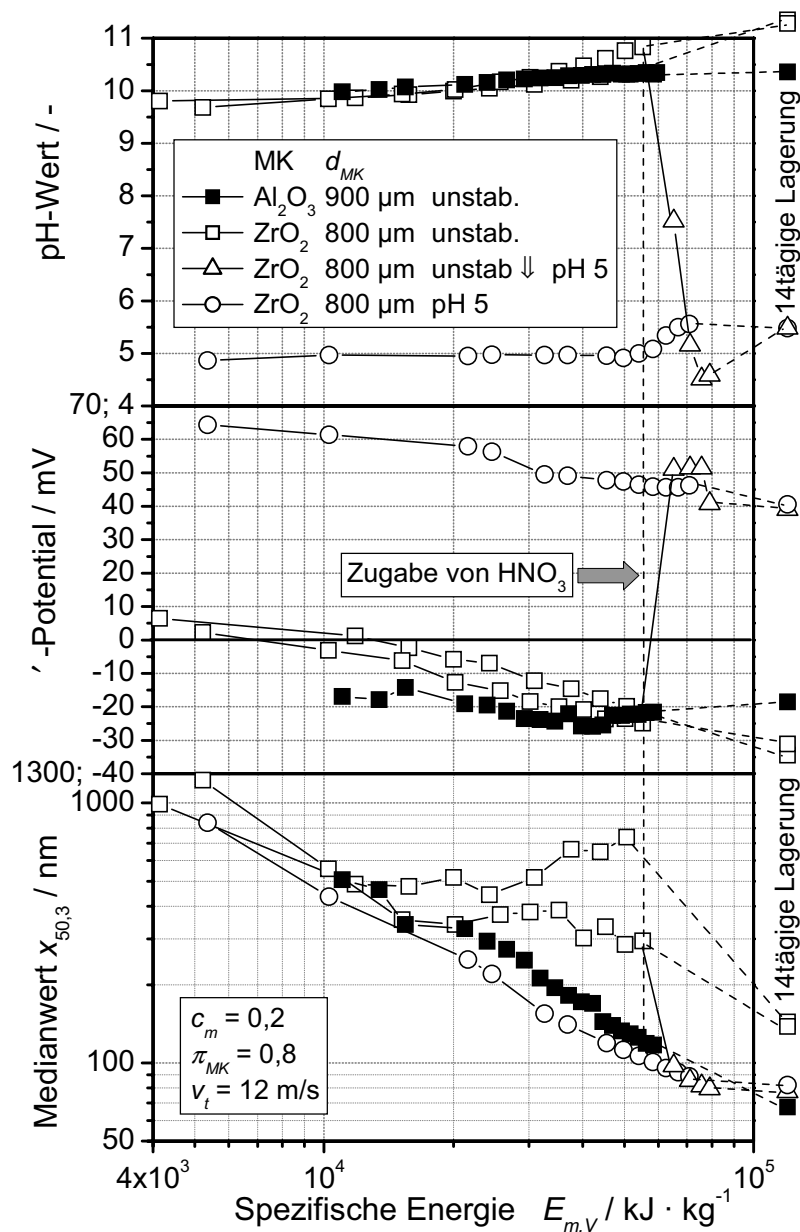 11
10
9
8
7
6
5
70; 4
pH-Wert / -
MK d_MK
Al₂O₃ 900 µm unstab.
ZrO₂ 800 µm unstab.
ZrO₂ 800 µm unstab ⇓ pH 5
ZrO₂ 800 µm pH 5
14tägige Lagerung
60
50
40
30
20
10
0
-10
-20
-30
1300; -40
′ -Potential / mV
Zugabe von HNO₃
1000
100
50
Medianwert x₅₀,₃ / nm
c_m = 0,2
π_MK = 0,8
v_t = 12 m/s
14tägige Lagerung
4x10³ 10⁴ 10⁵
Spezifische Energie E_m,V / kJ · kg⁻¹